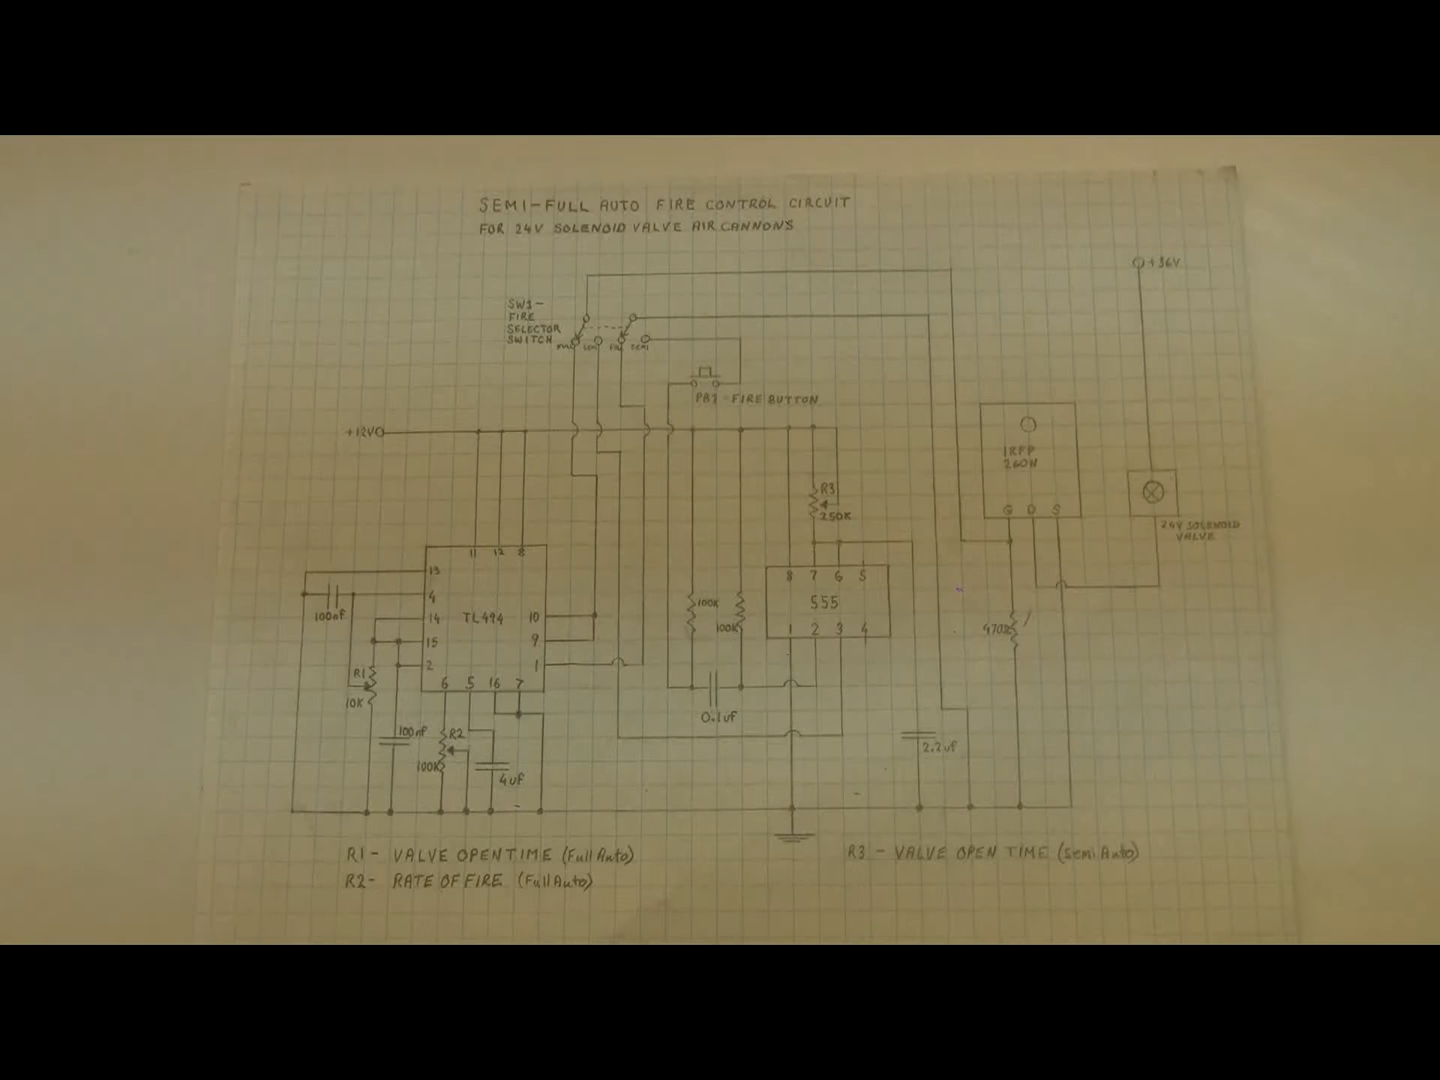 SEMI-FULL AUTO FIRE CONTROL CIRCUIT
FOR 24V SOLENOID VALVE AIR CANNONS
+36V
SW1-
FIRE
SELECTOR
SWITCH
SEMI
PB1-FIRE BUTTON
+12V
IRFP
260N
G D S
R3
250K
24V SOLENOID
VALVE
11 12 8
13
4
14
15
2
TL494
10
9
1
6 5 16 7
100nF
R1
10K
100nF
R2
100K
4uF
100K
100K
0.1uF
8 7 6 5
555
1 2 3 4
470Ω
2.2uF
R1- VALVE OPEN TIME (Full Auto)
R2- RATE OF FIRE (Full Auto)
R3 - VALVE OPEN TIME (Semi Auto)